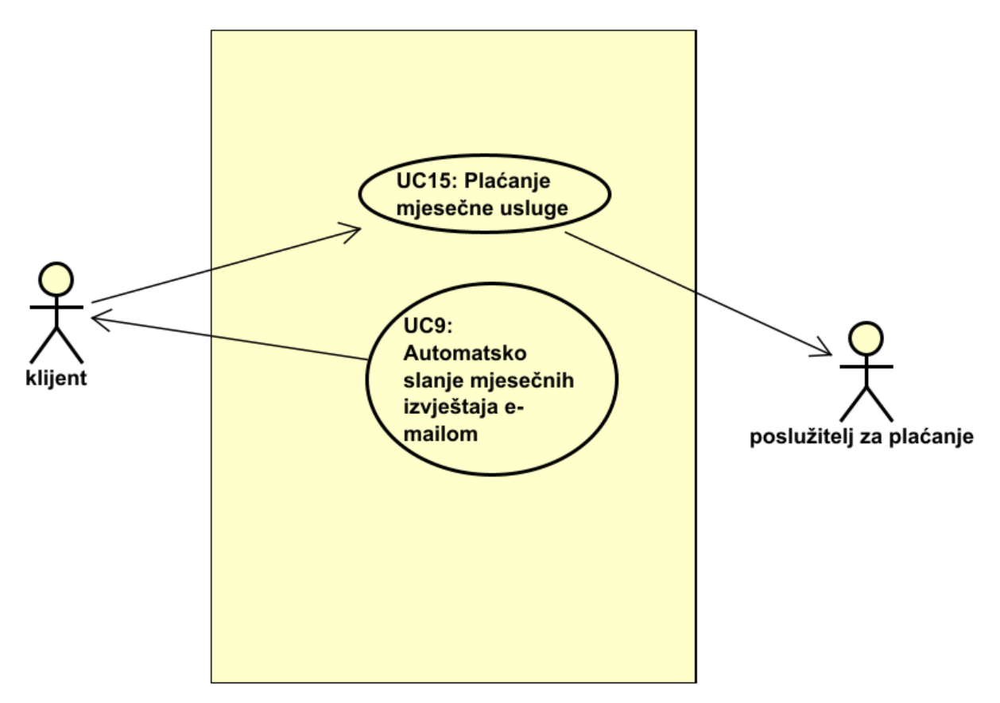 UC15: Plaćanje
mjesečne usluge
UC9:
Automatsko
slanje mjesečnih
izvještaja e-
mailom
klijent
poslužitelj za plaćanje